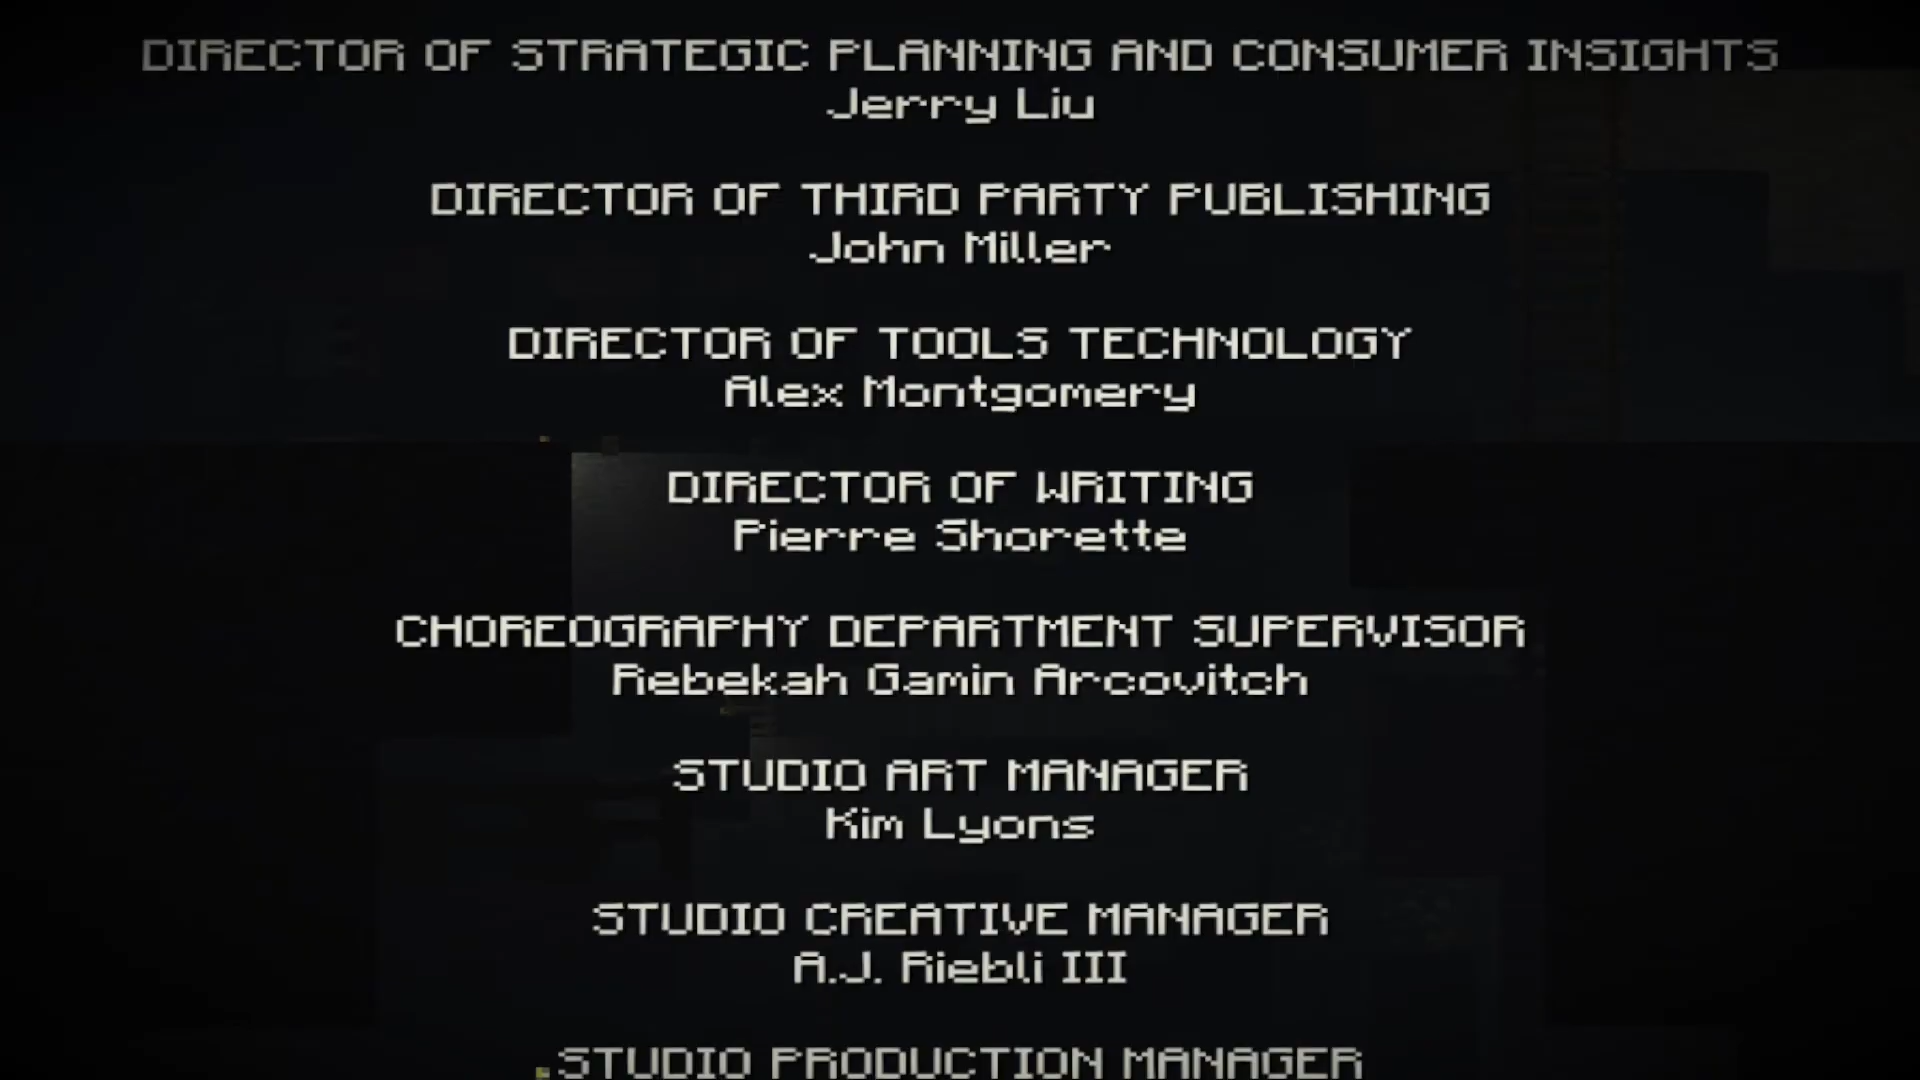 DIRECTOR OF STRATEGIC PLANNING AND CONSUMER INSIGHTS
Jerry Liu
DIRECTOR OF THIRD PARTY PUBLISHING
John Miller
DIRECTOR OF TOOLS TECHNOLOGY
Alex Montgomery
DIRECTOR OF WRITING
Pierre Shorette
CHOREOGRAPHY DEPARTMENT SUPERVISOR
Rebekah Gamin Arcovitch
STUDIO ART MANAGER
Kim Lyons
STUDIO CREATIVE MANAGER
A.J. Riebli III
STUDIO PRODUCTION MANAGER